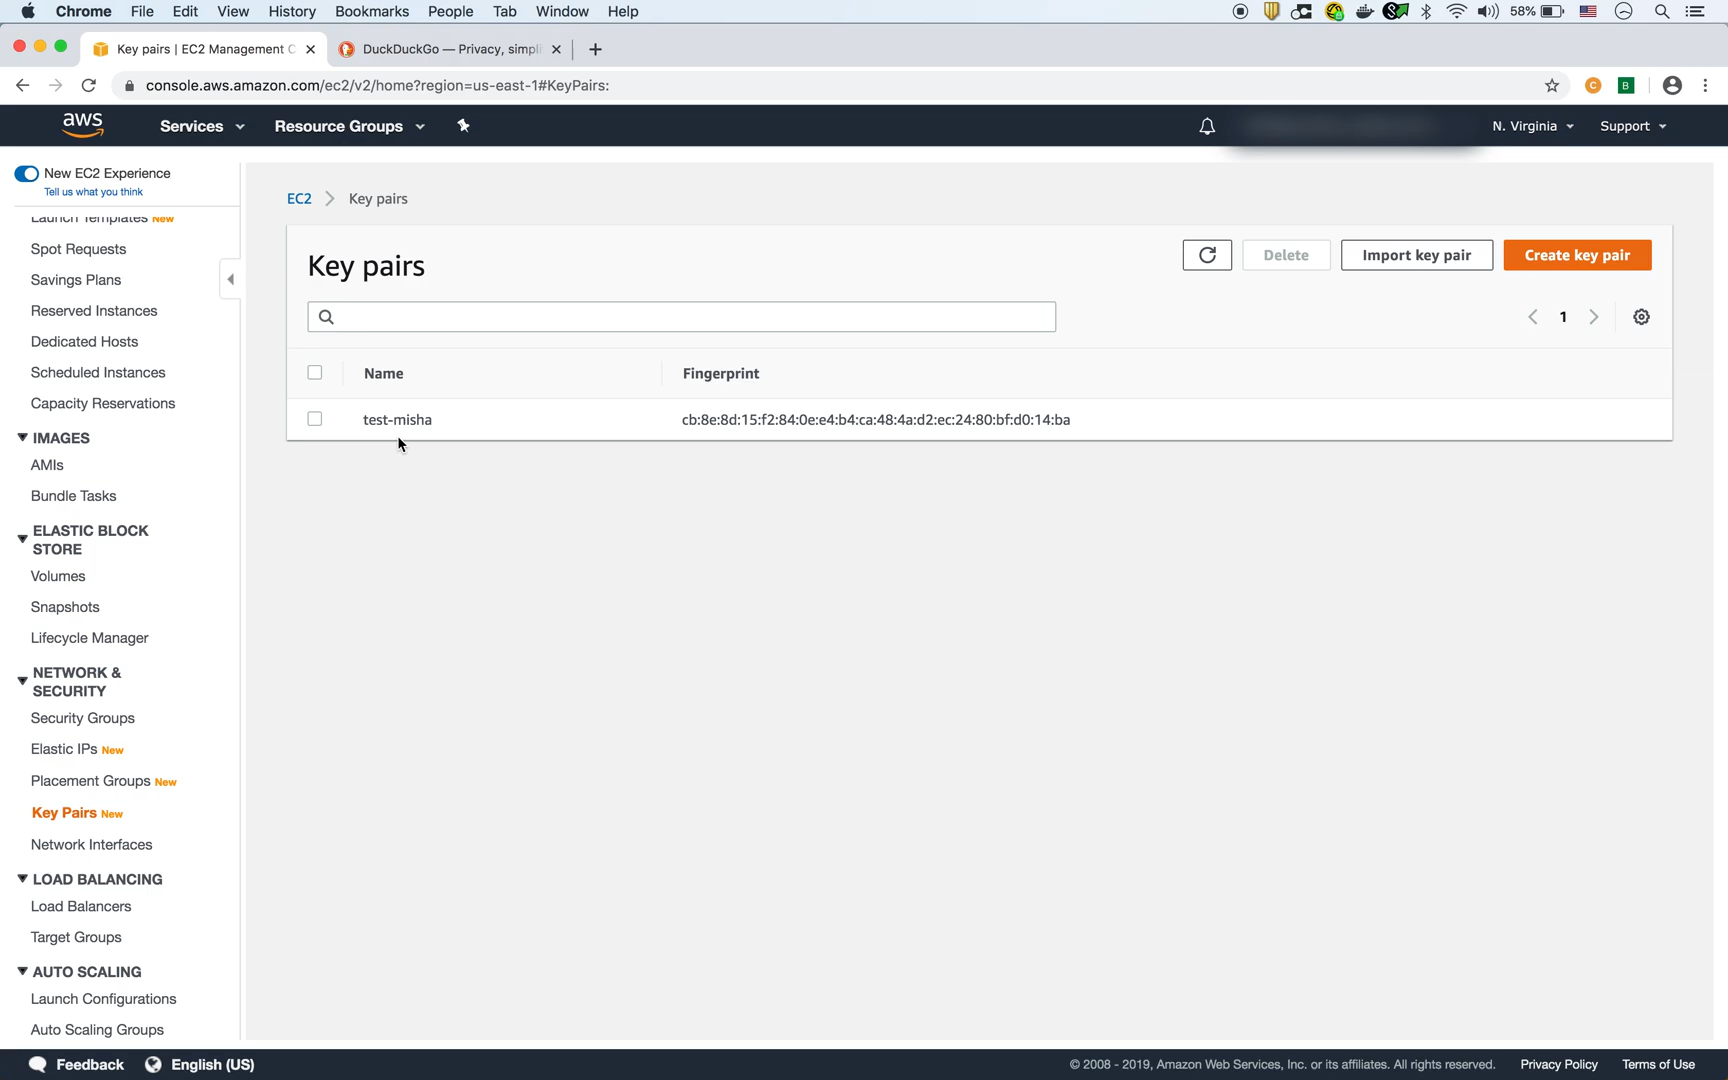 Chrome File Edit View History Bookmarks People Tab Window Help 58%
Key pairs | EC2 Management C DuckDuckGo — Privacy, simpli
console.aws.amazon.com/ec2/v2/home?region=us-east-1#KeyPairs:
aws Services Resource Groups N. Virginia Support
New EC2 Experience
Tell us what you think
Launch Templates New
Spot Requests
Savings Plans
Reserved Instances
Dedicated Hosts
Scheduled Instances
Capacity Reservations
IMAGES
AMIs
Bundle Tasks
ELASTIC BLOCK
STORE
Volumes
Snapshots
Lifecycle Manager
NETWORK &
SECURITY
Security Groups
Elastic IPs New
Placement Groups New
Key Pairs New
Network Interfaces
LOAD BALANCING
Load Balancers
Target Groups
AUTO SCALING
Launch Configurations
Auto Scaling Groups
EC2 Key pairs
Key pairs
Delete Import key pair Create key pair
1
Name Fingerprint
test-misha cb:8e:8d:15:f2:84:0e:e4:b4:ca:48:4a:d2:ec:24:80:bf:d0:14:ba
Feedback English (US) © 2008 - 2019, Amazon Web Services, Inc. or its affiliates. All rights reserved. Privacy Policy Terms of Use